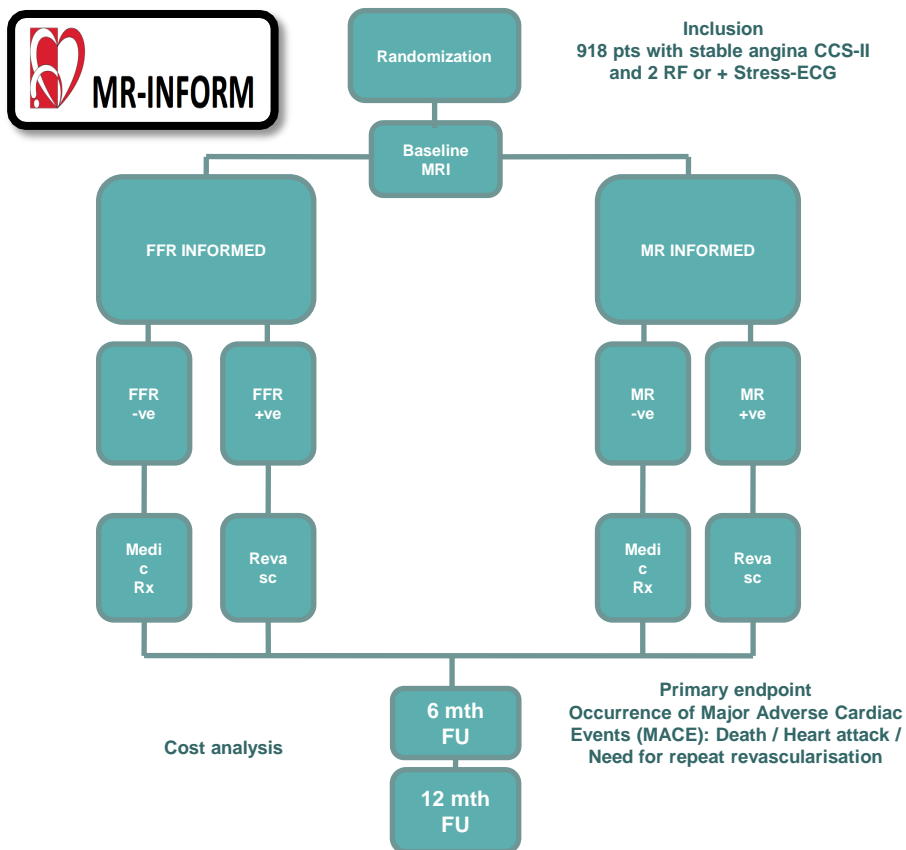 MR-INFORM
Randomization
Inclusion
918 pts with stable angina CCS-II
and 2 RF or + Stress-ECG
Baseline
MRI
FFR INFORMED
MR INFORMED
FFR
-ve
FFR
+ve
MR
-ve
MR
+ve
Medi
c
Rx
Reva
sc
Medi
c
Rx
Reva
sc
6 mth
FU
12 mth
FU
Cost analysis
Primary endpoint
Occurrence of Major Adverse Cardiac
Events (MACE): Death / Heart attack /
Need for repeat revascularisation